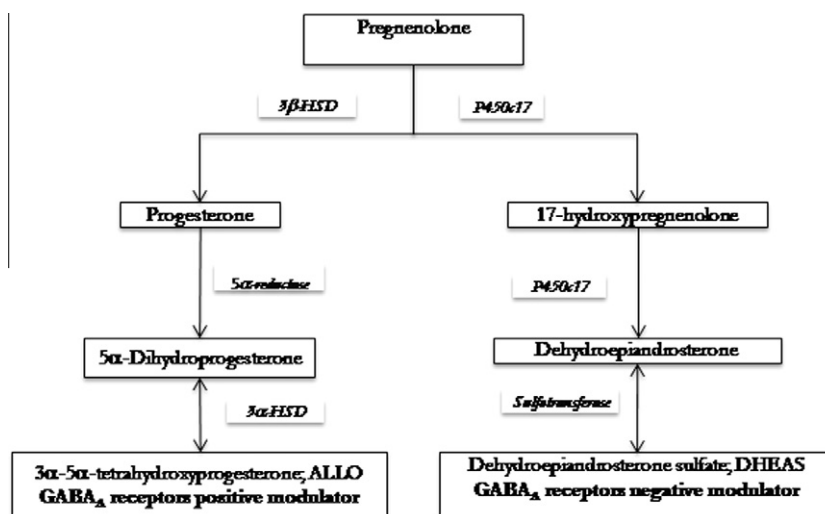 Pregnenolone
3β-HSD
P450c17
Progesterone
17-hydroxypregnenolone
5α-reductase
P450c17
5α-Dihydroprogesterone
Dehydroepiandrosterone
3α-HSD
Sulfotransferase
3α-5α-tetrahydroxyprogesterone; ALLO
GABAA receptors positive modulator
Dehydroepiandrosterone sulfate; DHEAS
GABAA receptors negative modulator